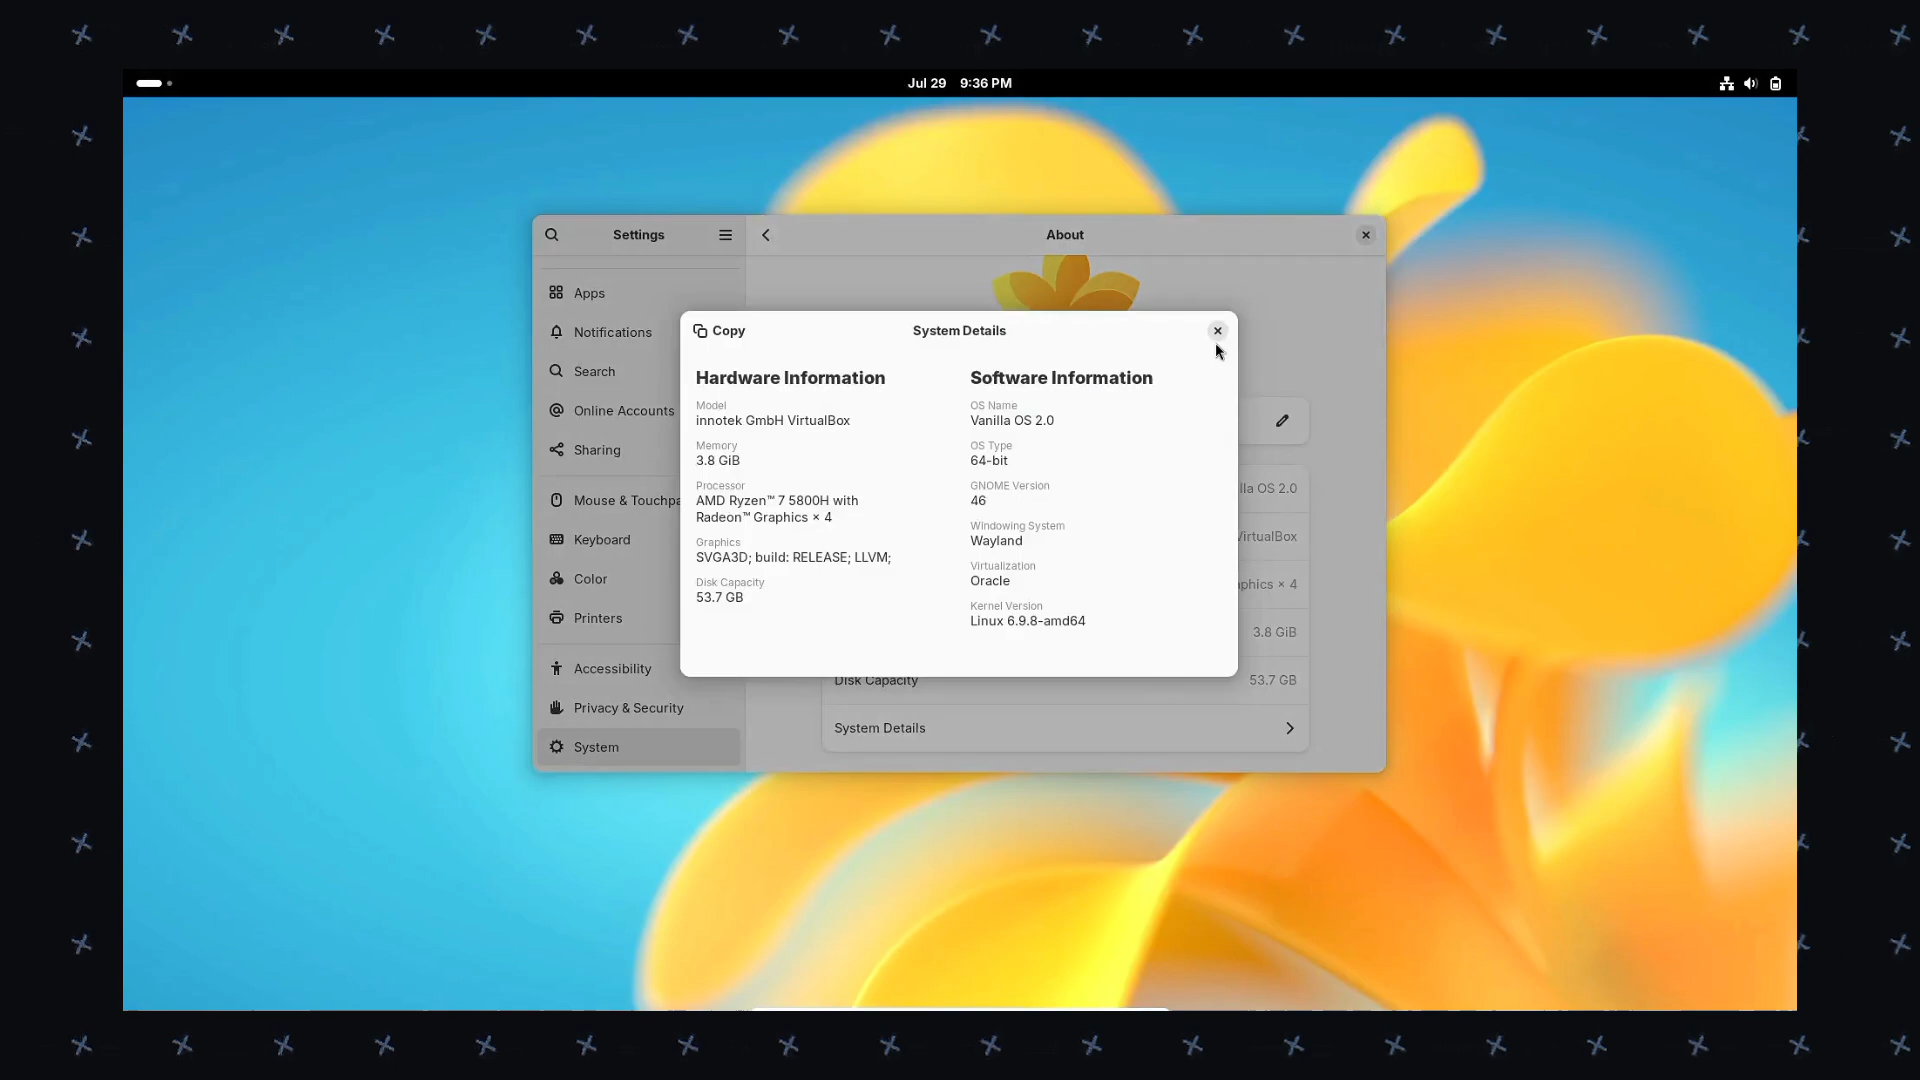 Jul 29 9:36 PM
Settings
About
Apps
Notifications
Search
Online Accounts
Sharing
Mouse & Touchpa
Keyboard
Color
Printers
Accessibility
Privacy & Security
System
Copy
System Details
Hardware Information
Model
innotek GmbH VirtualBox
Memory
3.8 GiB
Processor
AMD Ryzen™ 7 5800H with
Radeon™ Graphics × 4
Graphics
SVGA3D; build: RELEASE; LLVM;
Disk Capacity
53.7 GB
Software Information
OS Name
Vanilla OS 2.0
OS Type
64-bit
GNOME Version
46
Windowing System
Wayland
Virtualization
Oracle
Kernel Version
Linux 6.9.8-amd64
lla OS 2.0
VirtualBox
aphics × 4
3.8 GiB
Disk Capacity 53.7 GB
System Details